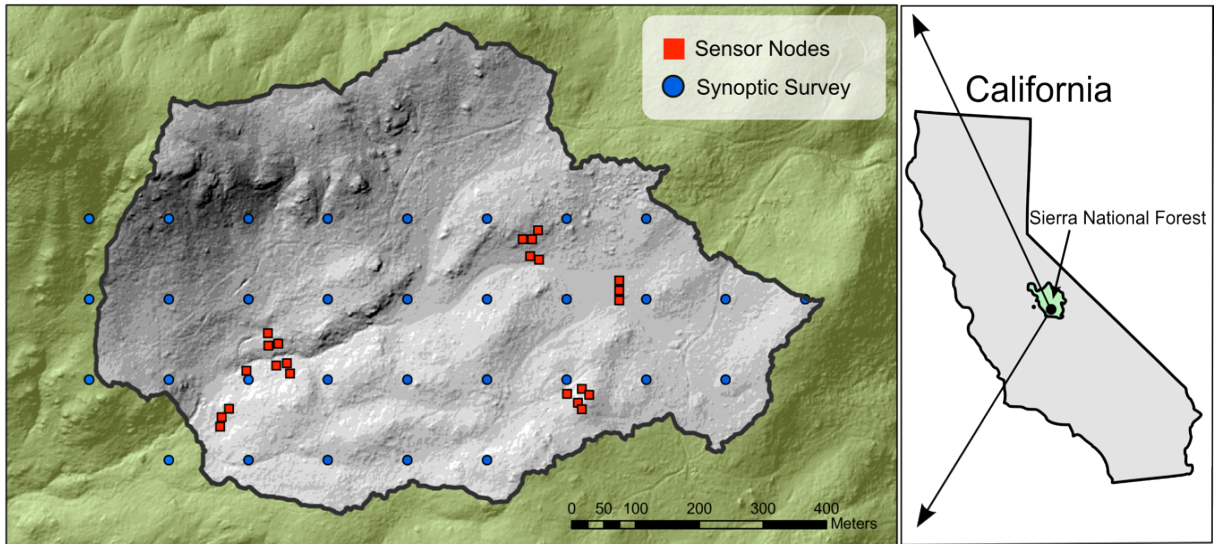 Sensor Nodes
Synoptic Survey
California
Sierra National Forest
0 50 100 200 300 400
Meters